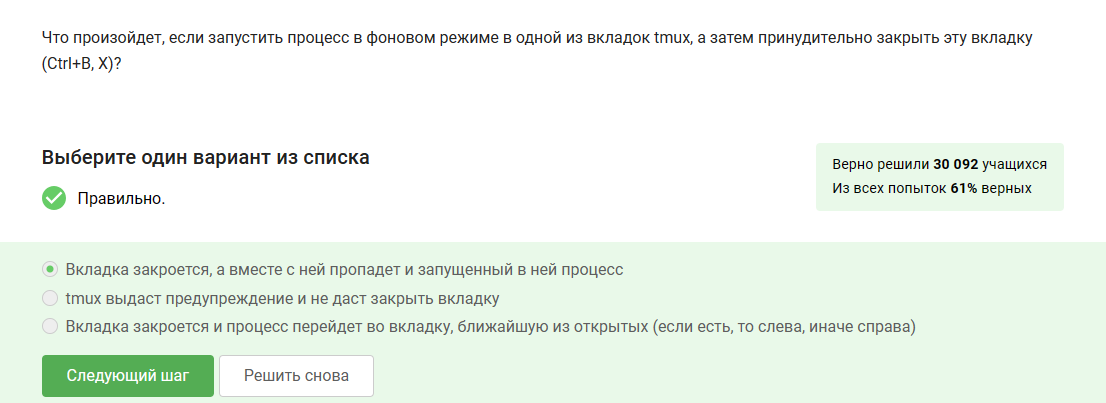 Что произойдет, если запустить процесс в фоновом режиме в одной из вкладок tmux, а затем принудительно закрыть эту вкладку
(Ctrl+B, X)?
Выберите один вариант из списка
Правильно.
Верно решили 30 092 учащихся
Из всех попыток 61% верных
Вкладка закроется, а вместе с ней пропадет и запущенный в ней процесс
tmux выдаст предупреждение и не даст закрыть вкладку
Вкладка закроется и процесс перейдет во вкладку, ближайшую из открытых (если есть, то слева, иначе справа)
Следующий шаг
Решить снова